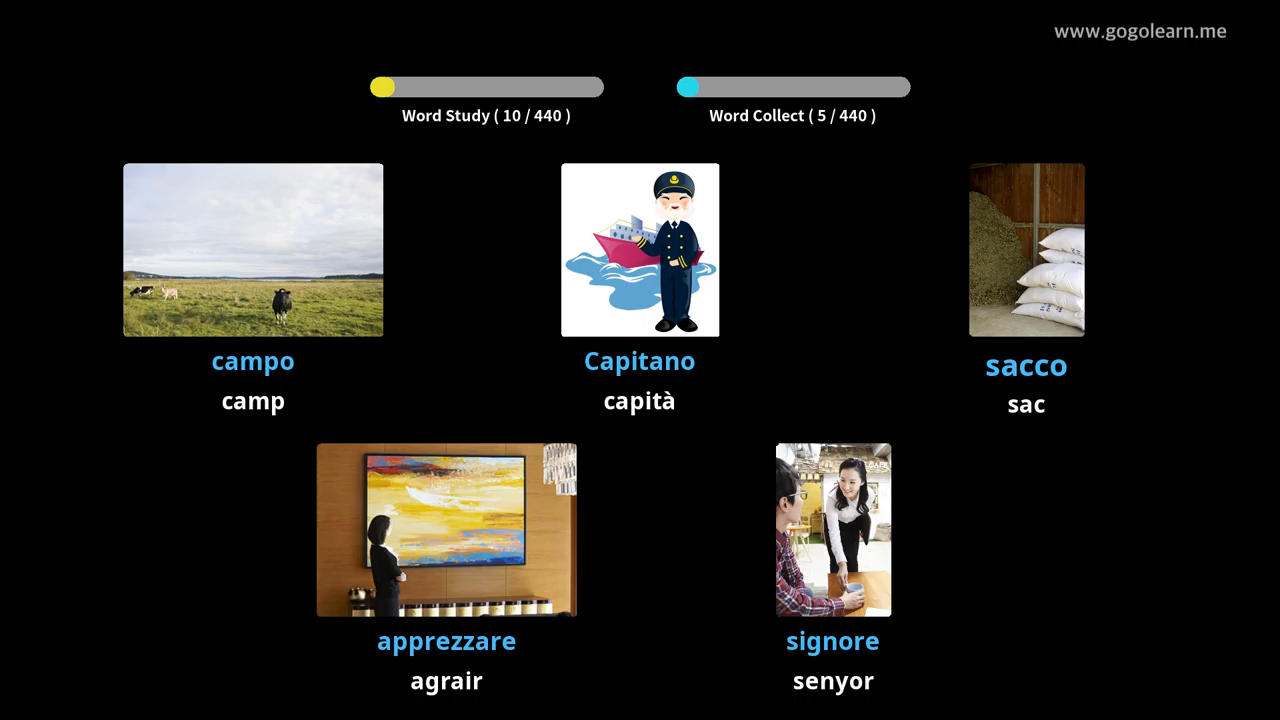 www.gogolearn.me
Word Study ( 10 / 440 )
Word Collect ( 5 / 440 )
campo
camp
Capitano
capità
sacco
sac
apprezzare
agrair
signore
senyor